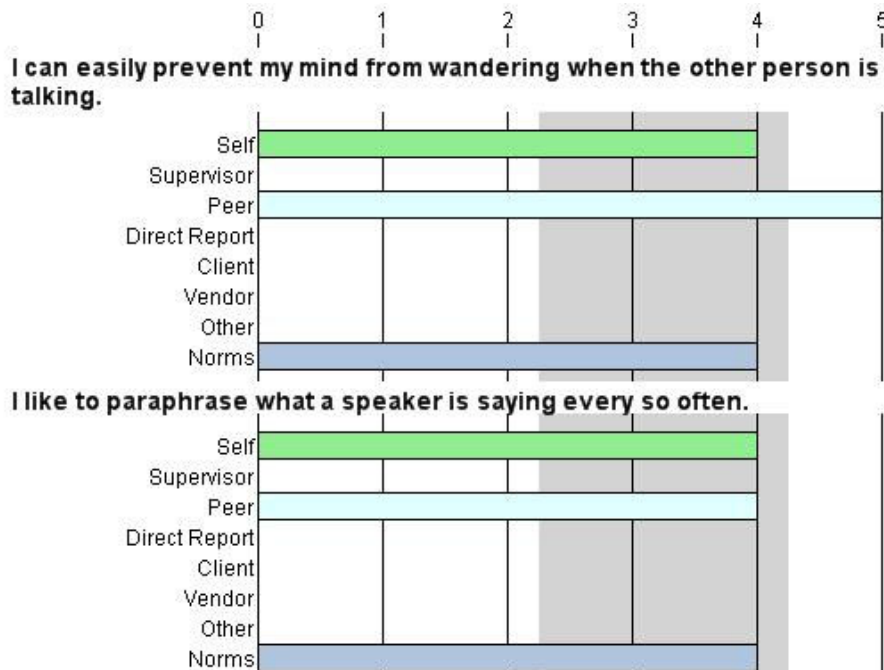 0 1 2 3 4 5
I can easily prevent my mind from wandering when the other person is
talking.
Self
Supervisor
Peer
Direct Report
Client
Vendor
Other
Norms
I like to paraphrase what a speaker is saying every so often.
Self
Supervisor
Peer
Direct Report
Client
Vendor
Other
Norms